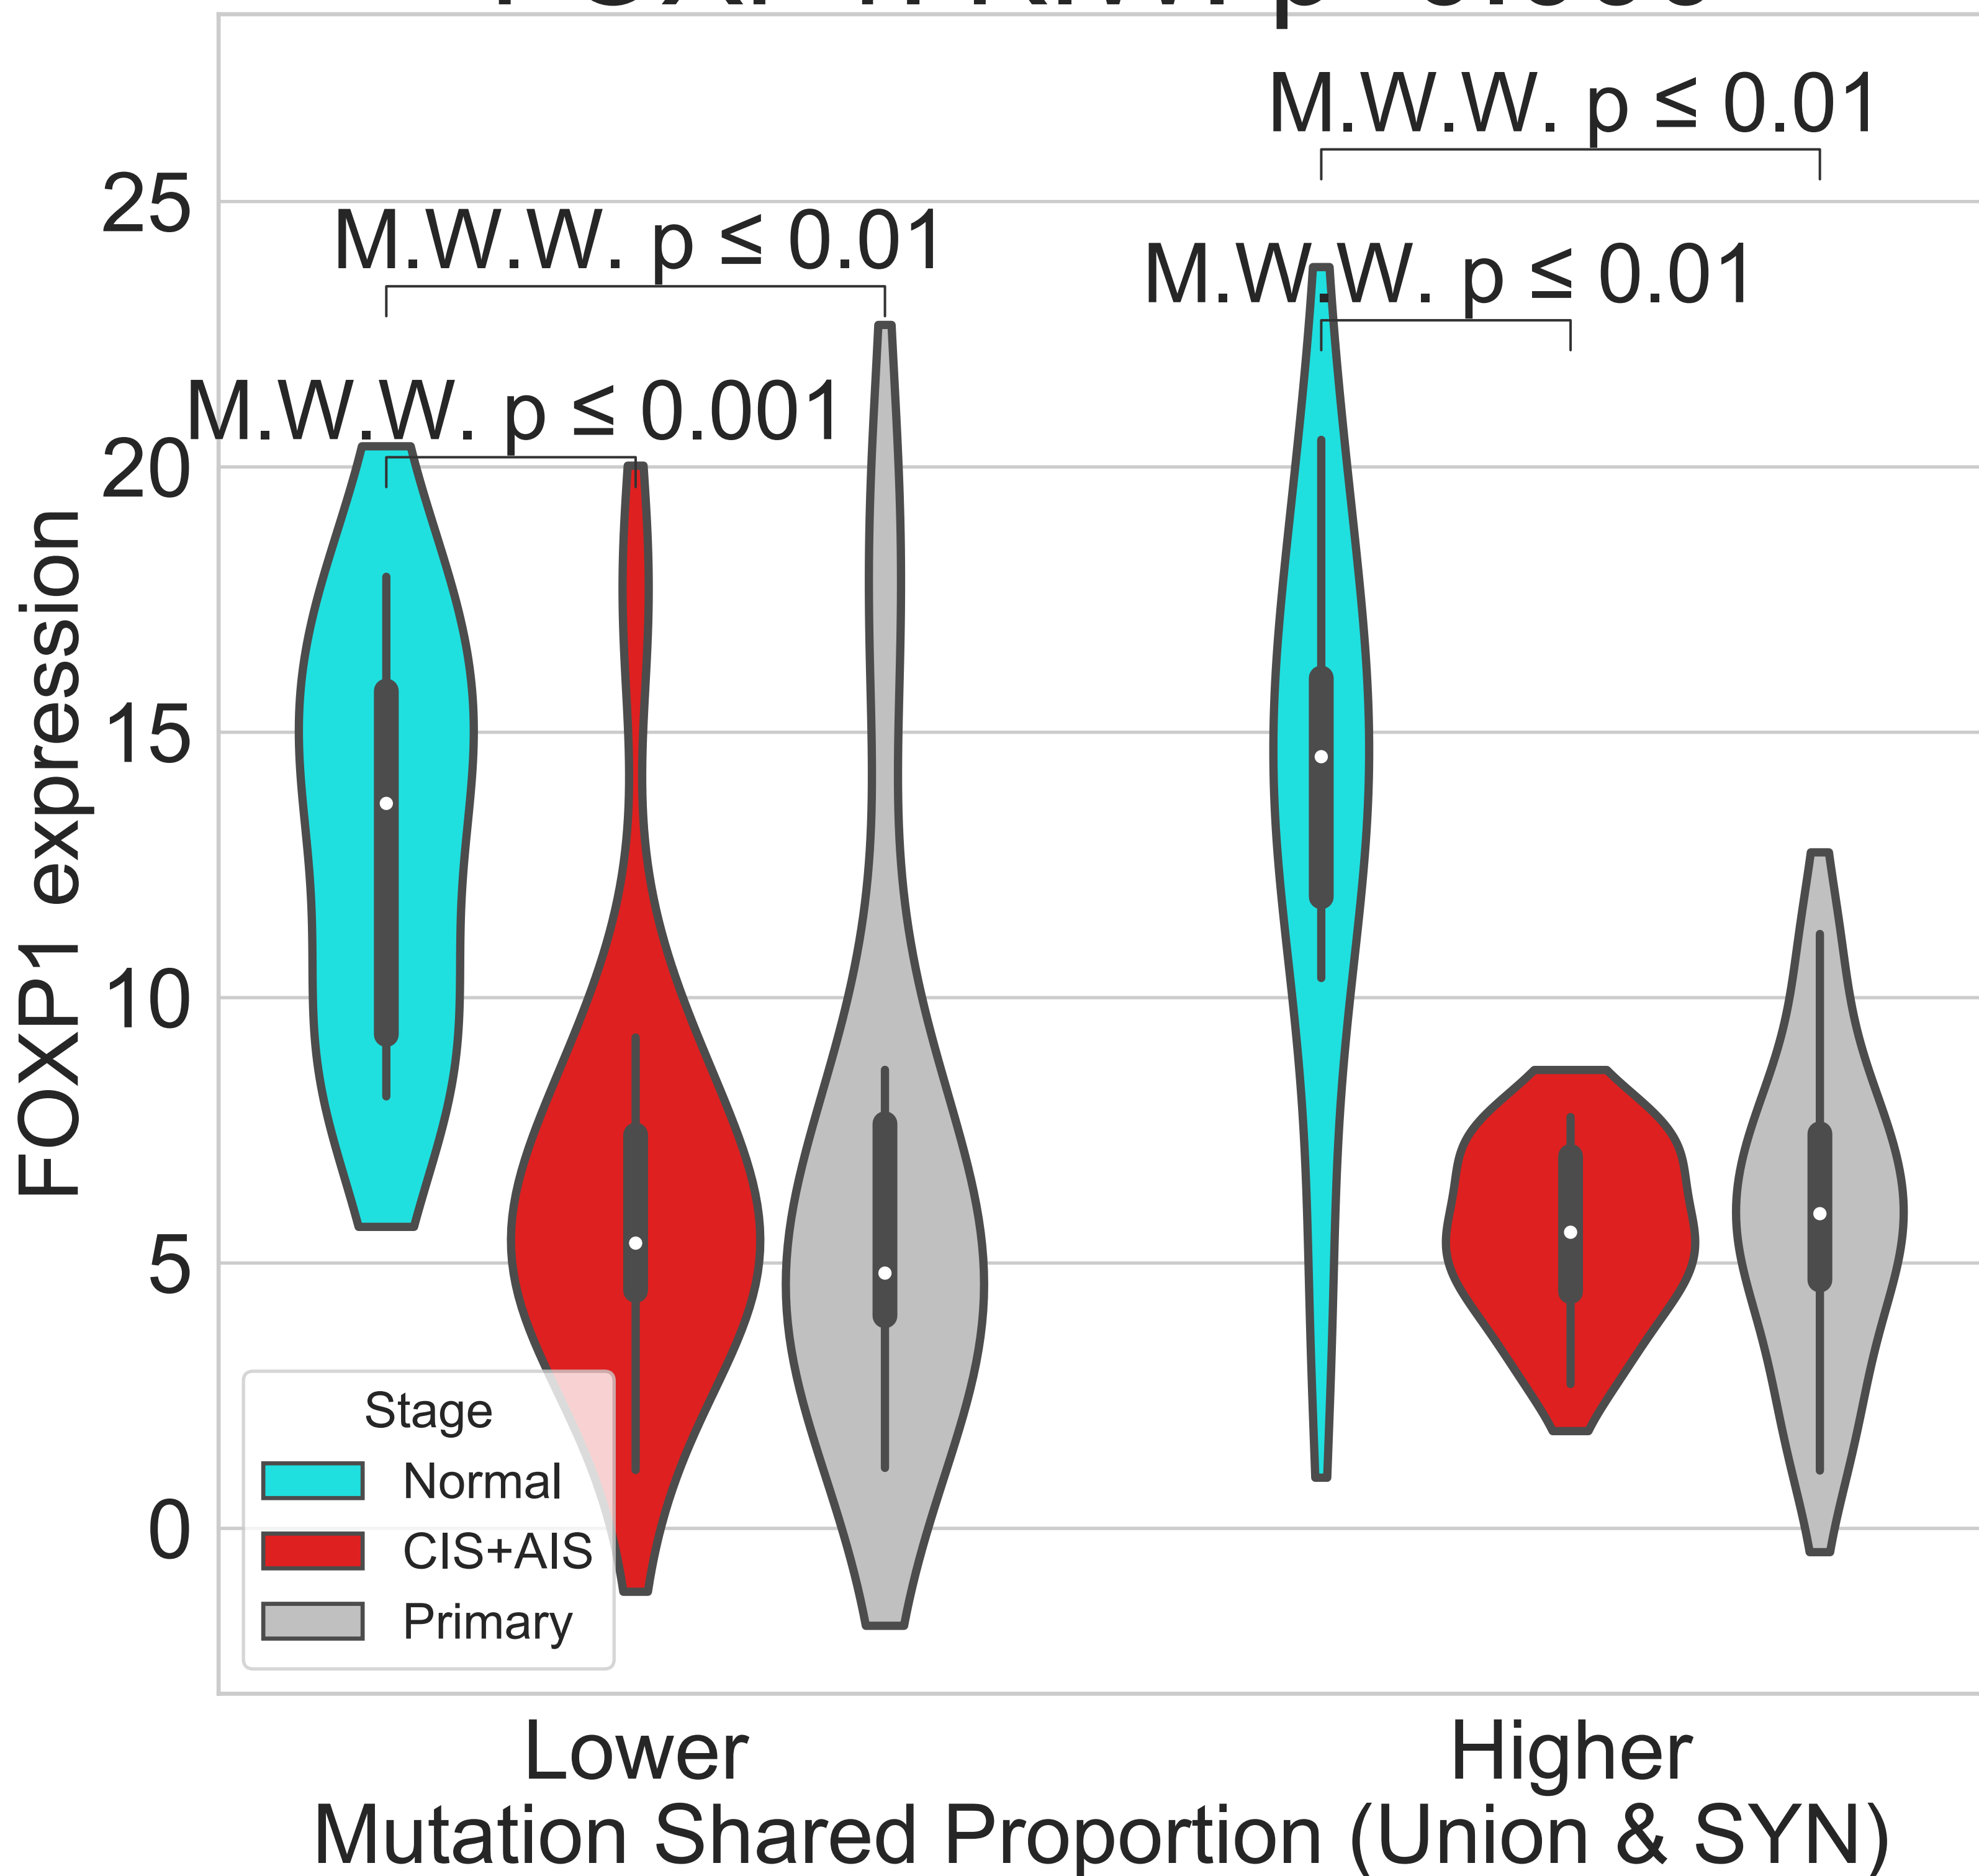 M.W.W. p ≤ 0.01
25
M.W.W. p ≤ 0.01
M.W.W. p ≤ 0.01
M.W.W. p ≤ 0.001
20
15
10
5
0
FOXP1 expression
Stage
Normal
CIS+AIS
Primary
Lower
Higher
Mutation Shared Proportion (Union & SYN)